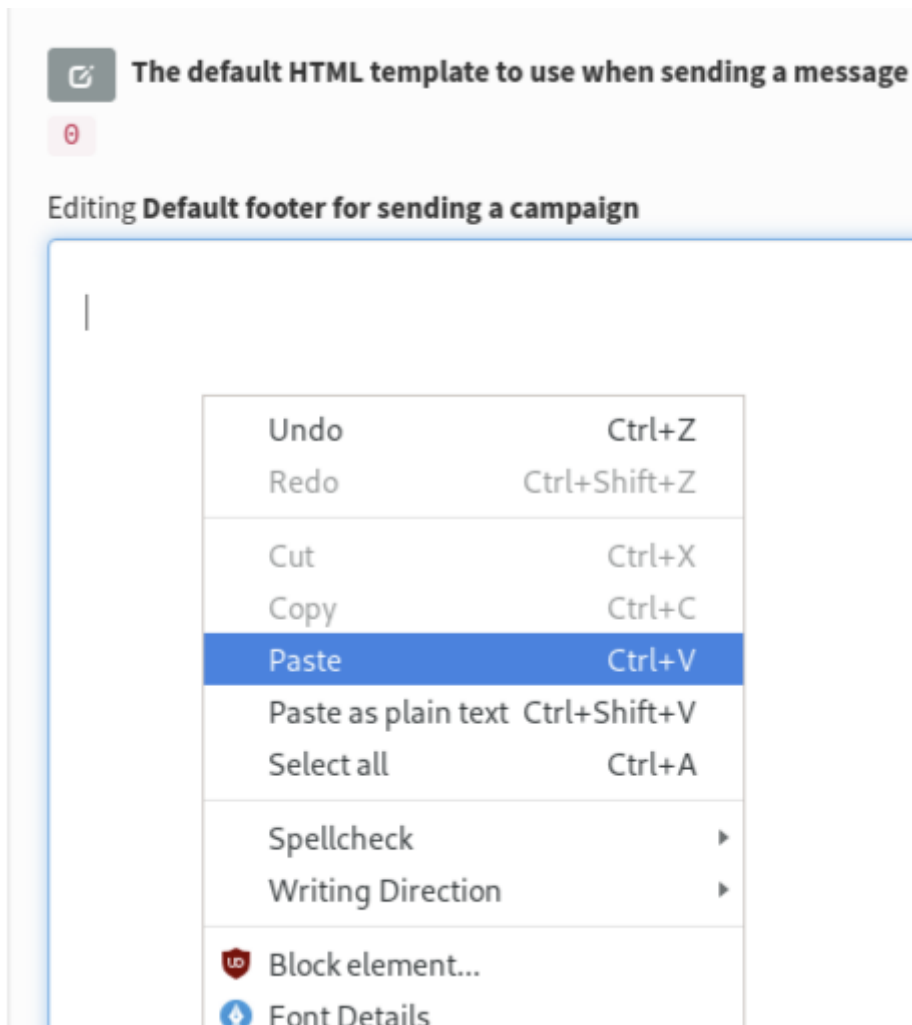 The default HTML template to use when sending a message
0
Editing Default footer for sending a campaign
Undo Ctrl+Z
Redo Ctrl+Shift+Z
Cut Ctrl+X
Copy Ctrl+C
Paste Ctrl+V
Paste as plain text Ctrl+Shift+V
Select all Ctrl+A
Spellcheck
Writing Direction
Block element...
Font Details